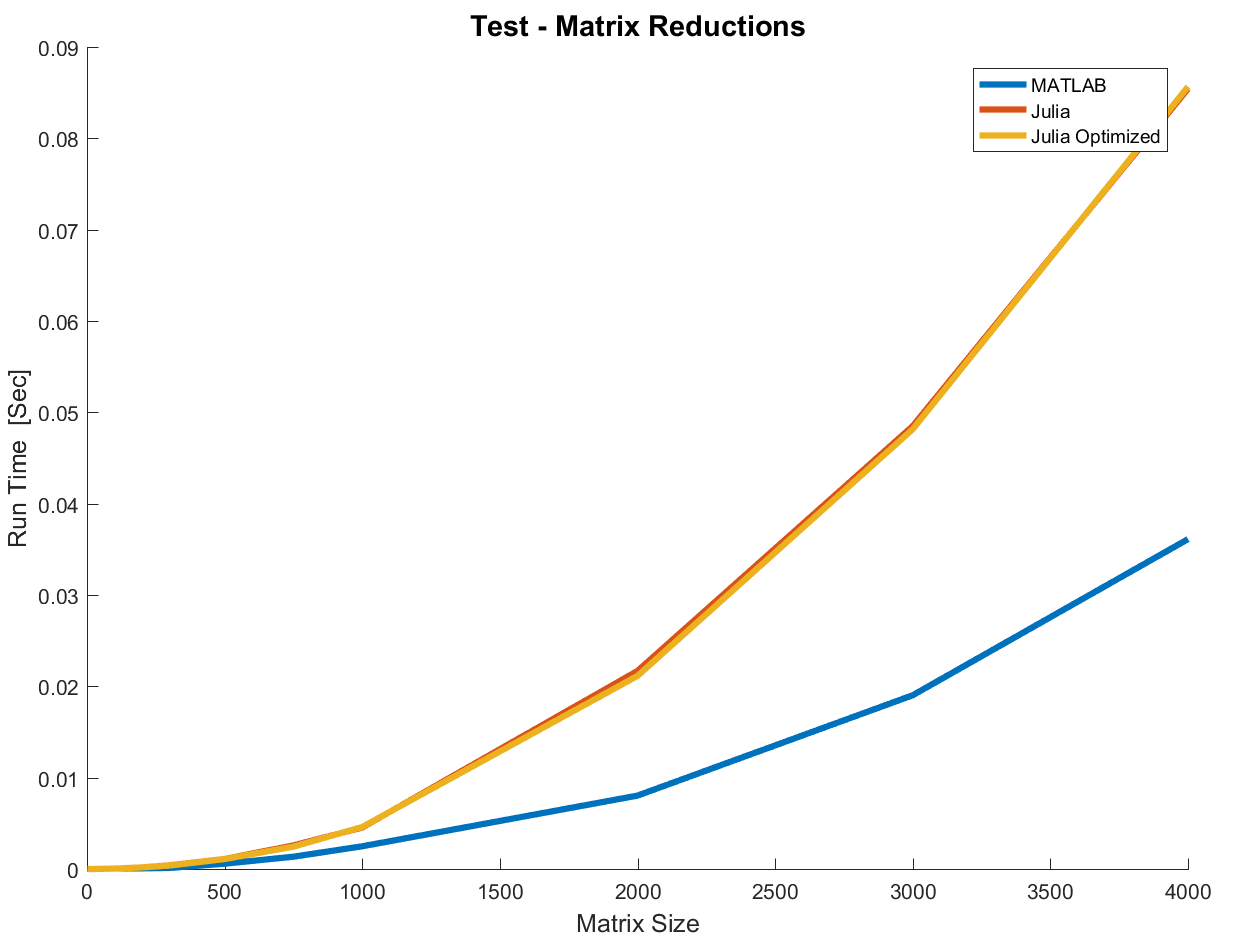 Test - Matrix Reductions
MATLAB
Julia
Julia Optimized
Run Time [Sec]
0.09
0.08
0.07
0.06
0.05
0.04
0.03
0.02
0.01
0
0 500 1000 1500 2000 2500 3000 3500 4000
Matrix Size